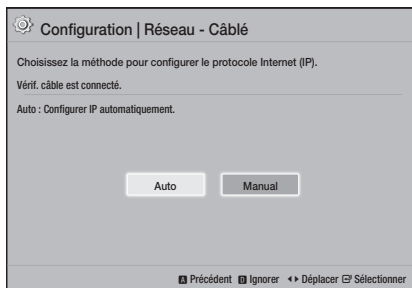 Configuration | Réseau - Câblé
Choisissez la méthode pour configurer le protocole Internet (IP).
Vérif. câble est connecté.
Auto : Configurer IP automatiquement.
Auto Manual
A Précédent D Ignorer Déplacer Sélectionner